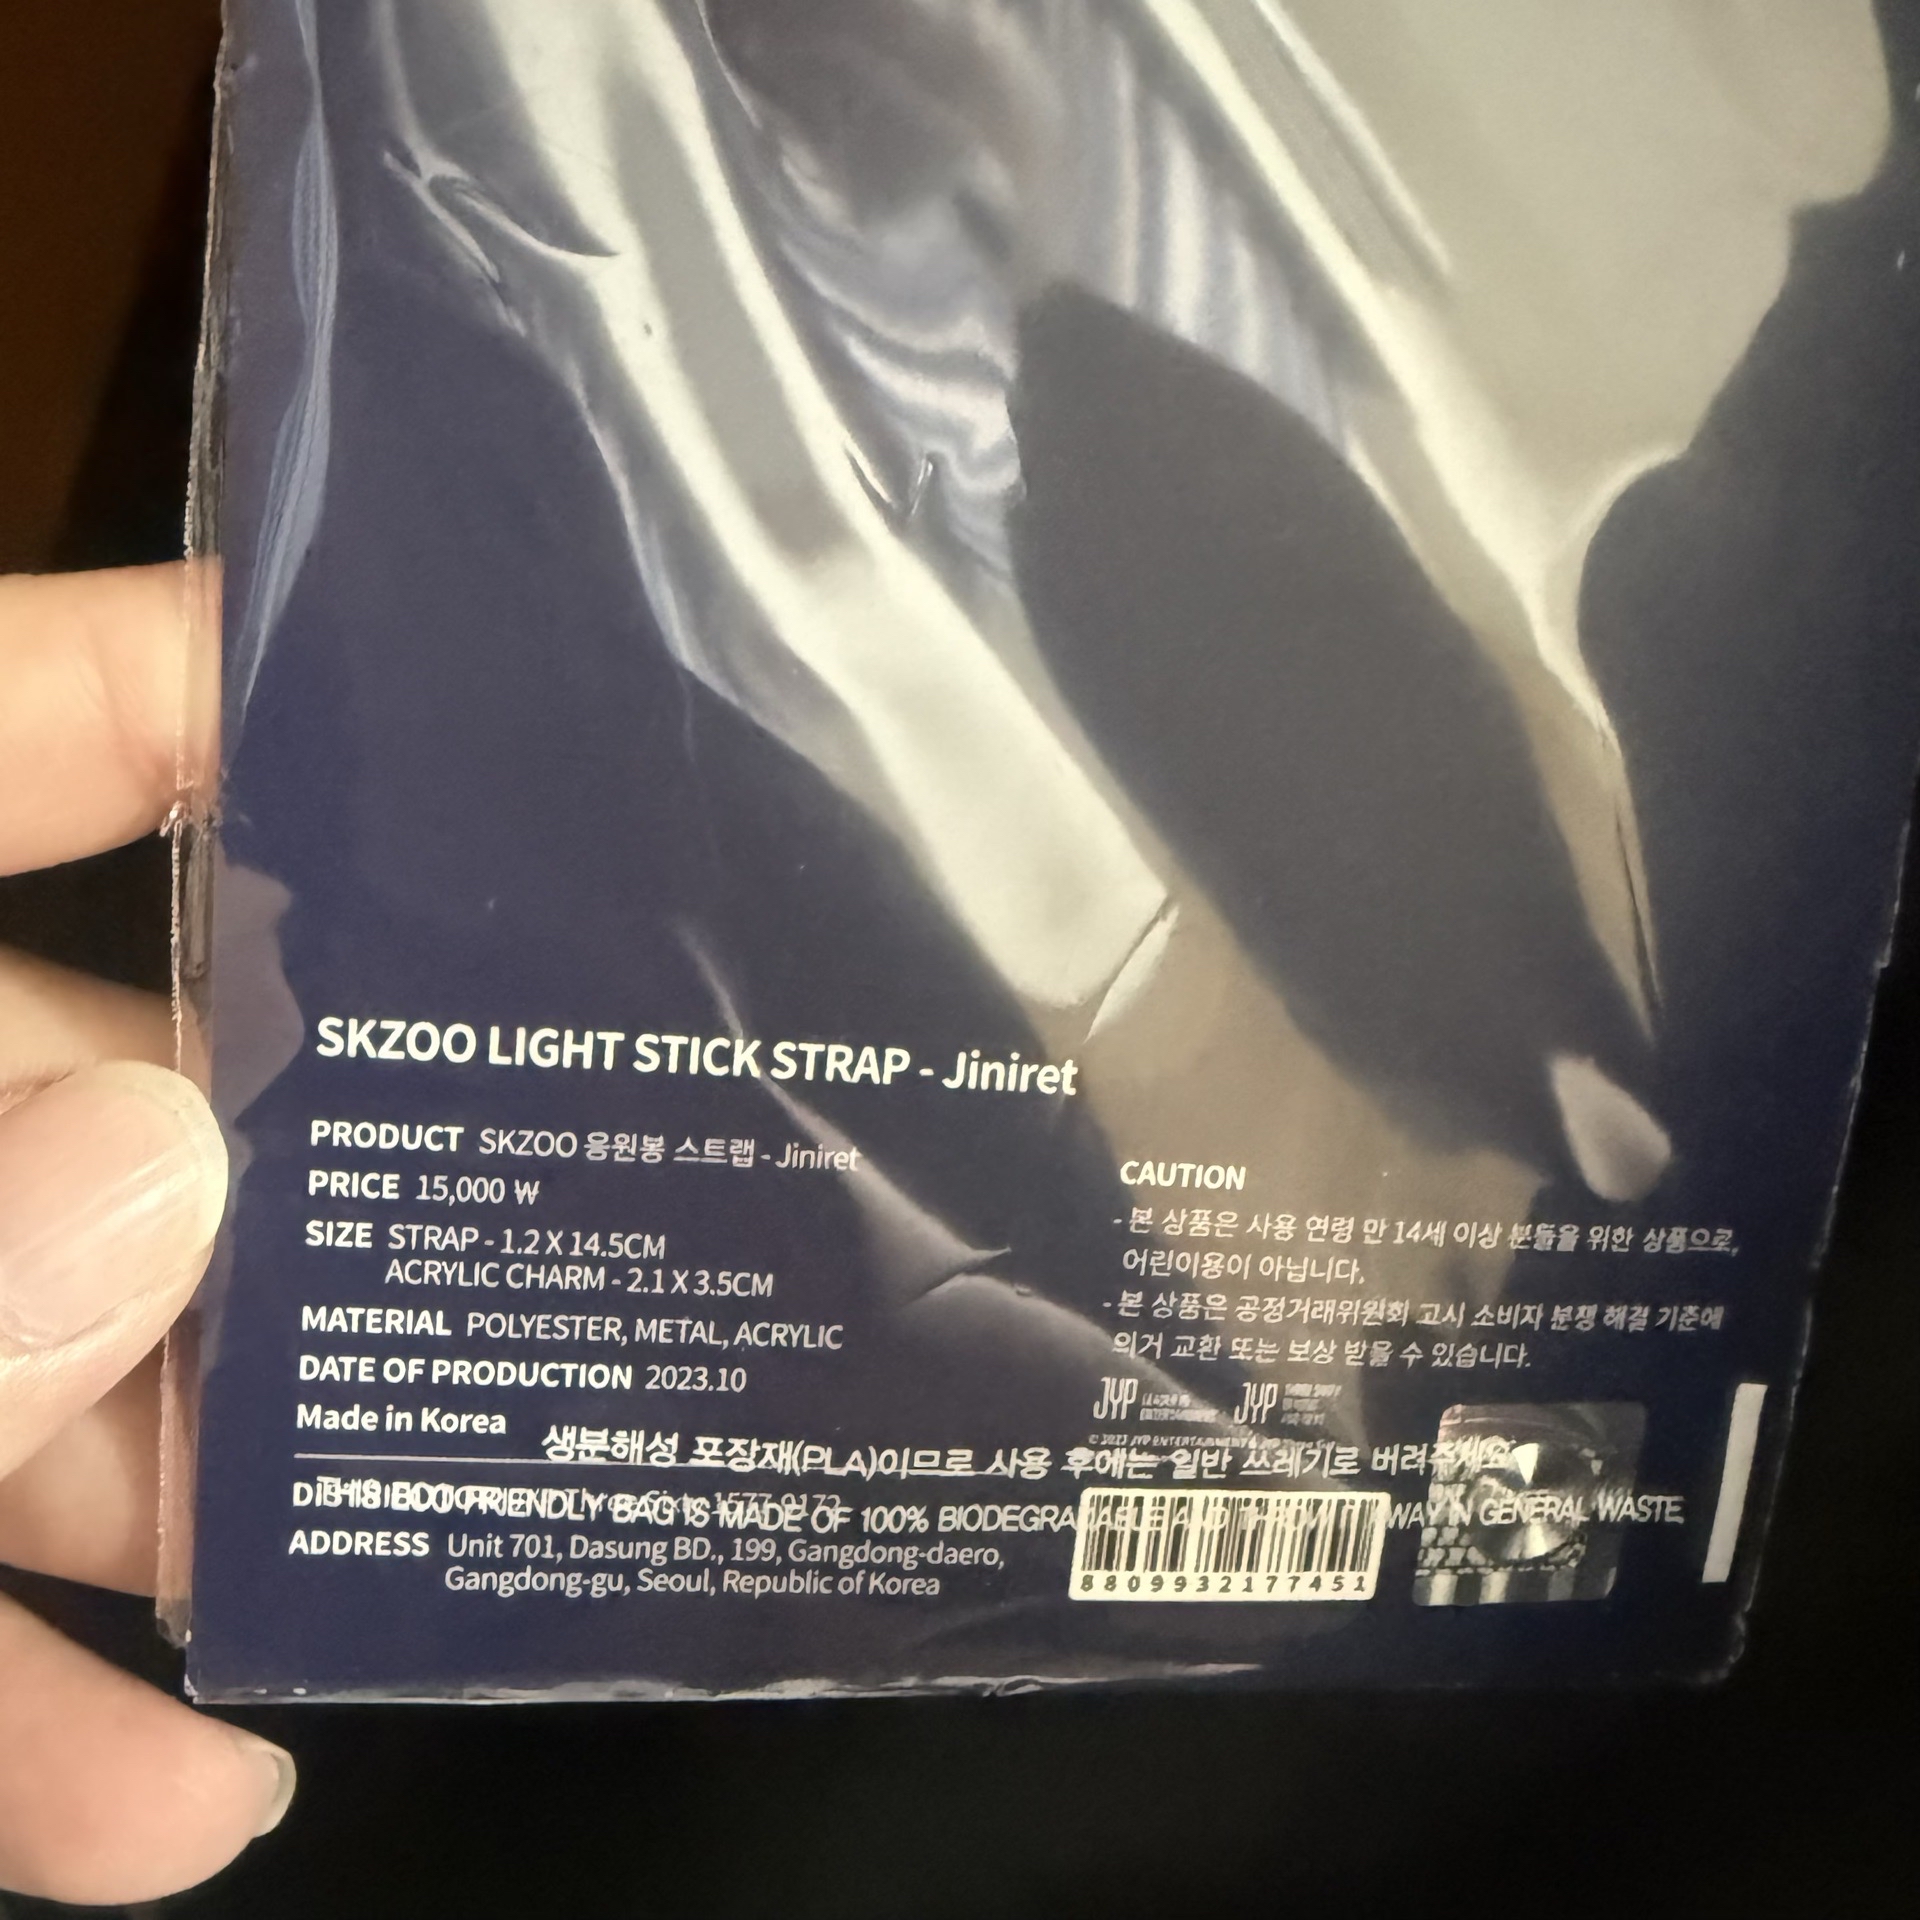 SKZOO LIGHT STICK STRAP - Jiniret
PRODUCT SKZOO 응원봉 스트랩 - Jiniret
PRICE 15,000 ₩
SIZE STRAP - 1.2 X 14.5CM
ACRYLIC CHARM - 2.1 X 3.5CM
MATERIAL POLYESTER, METAL, ACRYLIC
DATE OF PRODUCTION 2023.10
Made in Korea
CAUTION
- 본 상품은 사용 연령 만 14세 이상 분들을 위한 상품으로,
어린이용이 아닙니다.
- 본 상품은 공정거래위원회 고시 소비자 분쟁 해결 기준에
의거 교환 또는 보상 받을 수 있습니다.
JYP JYP
생분해성 포장재(PLA)이므로 사용 후에는 일반 쓰레기로 버려주세요
THIS ECO FRIENDLY BAG IS MADE OF 100% BIODEGRADABLE AND THROW IT AWAY IN GENERAL WASTE
ADDRESS Unit 701, Dasung BD., 199, Gangdong-daero,
Gangdong-gu, Seoul, Republic of Korea
8809932177451